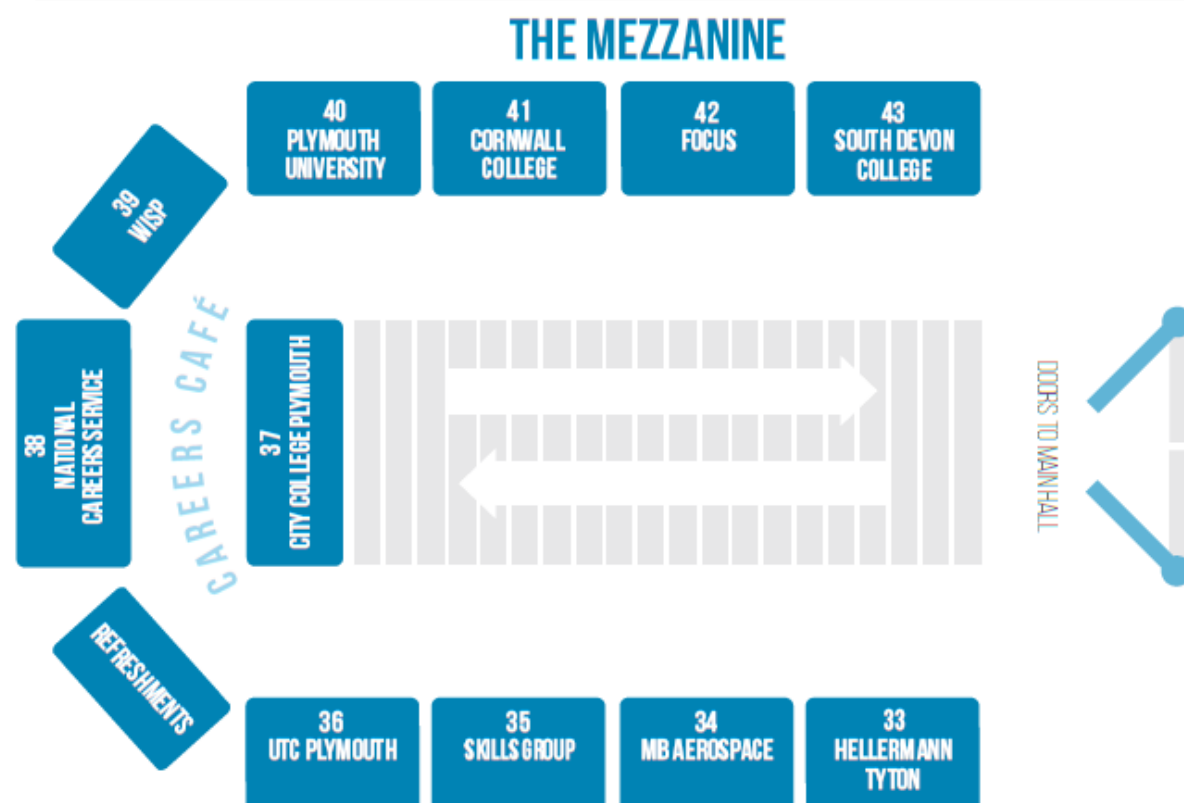 THE MEZZANINE
40
PLYMOUTH
UNIVERSITY
41
CORNWALL
COLLEGE
42
FOCUS
43
SOUTH DEVON
COLLEGE
39
WISP
38
NATIONAL
CAREERS SERVICE
CAREERS CAFÉ
37
CITY COLLEGE PLYMOUTH
DOORS TO MAIN HALL
REFRESHMENTS
36
UTC PLYMOUTH
35
SKILLS GROUP
34
MB AEROSPACE
33
HELLERMANN
TYTON